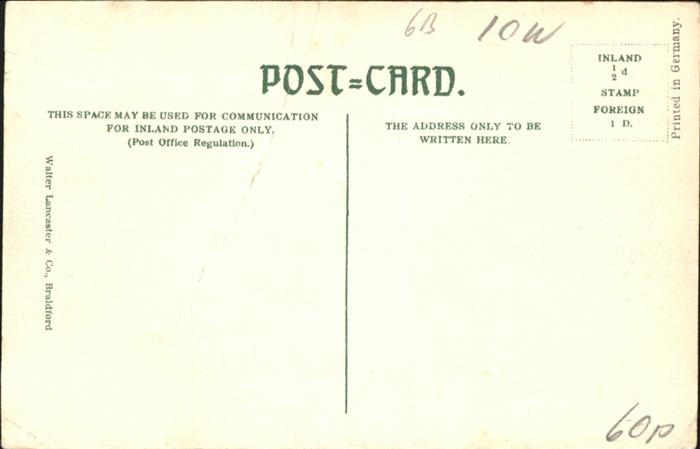 6B
10W
INLAND
1/2 d
STAMP
FOREIGN
1 D.
Printed in Germany.
POST=CARD.
THIS SPACE MAY BE USED FOR COMMUNICATION
FOR INLAND POSTAGE ONLY.
(Post Office Regulation.)
THE ADDRESS ONLY TO BE
WRITTEN HERE.
Walter Lancaster & Co., Braldford
60p